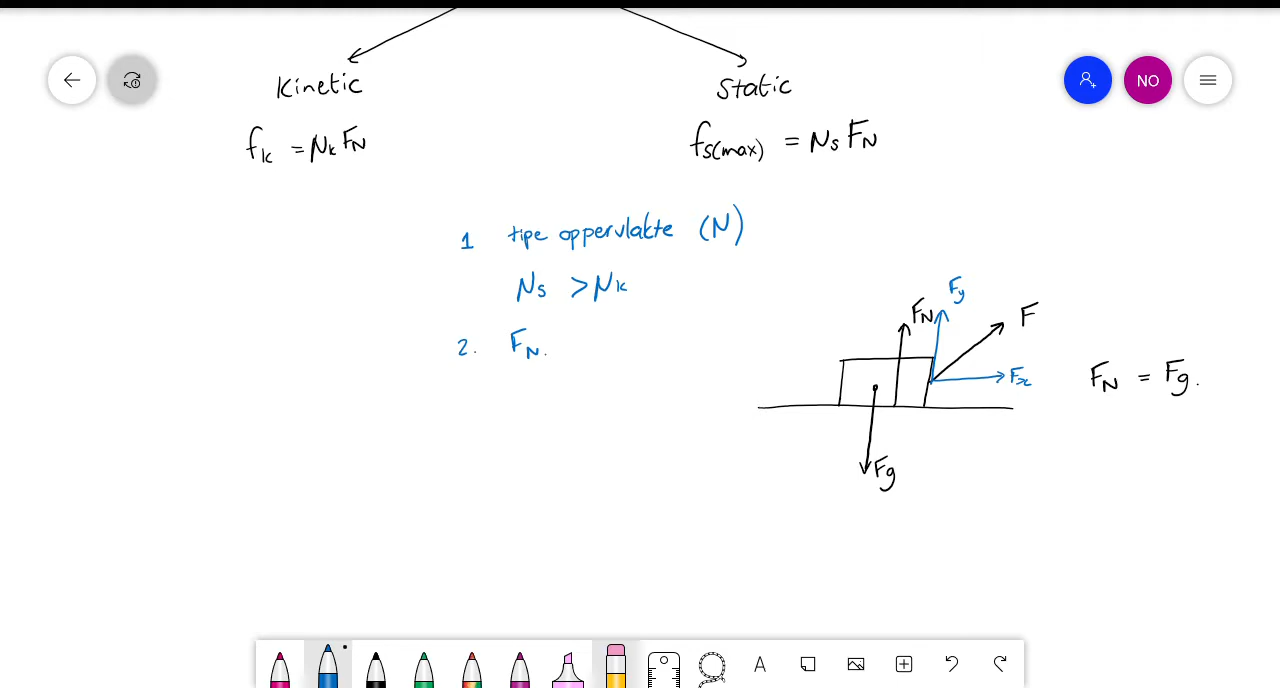 Kinetic
Static
NO
fk = μk FN
fs(max) = μs FN
1 tipe oppervlakte (μ)
μs > μk
2. FN.
Fy
FN
F
Fx
FN = Fg.
Fg
A